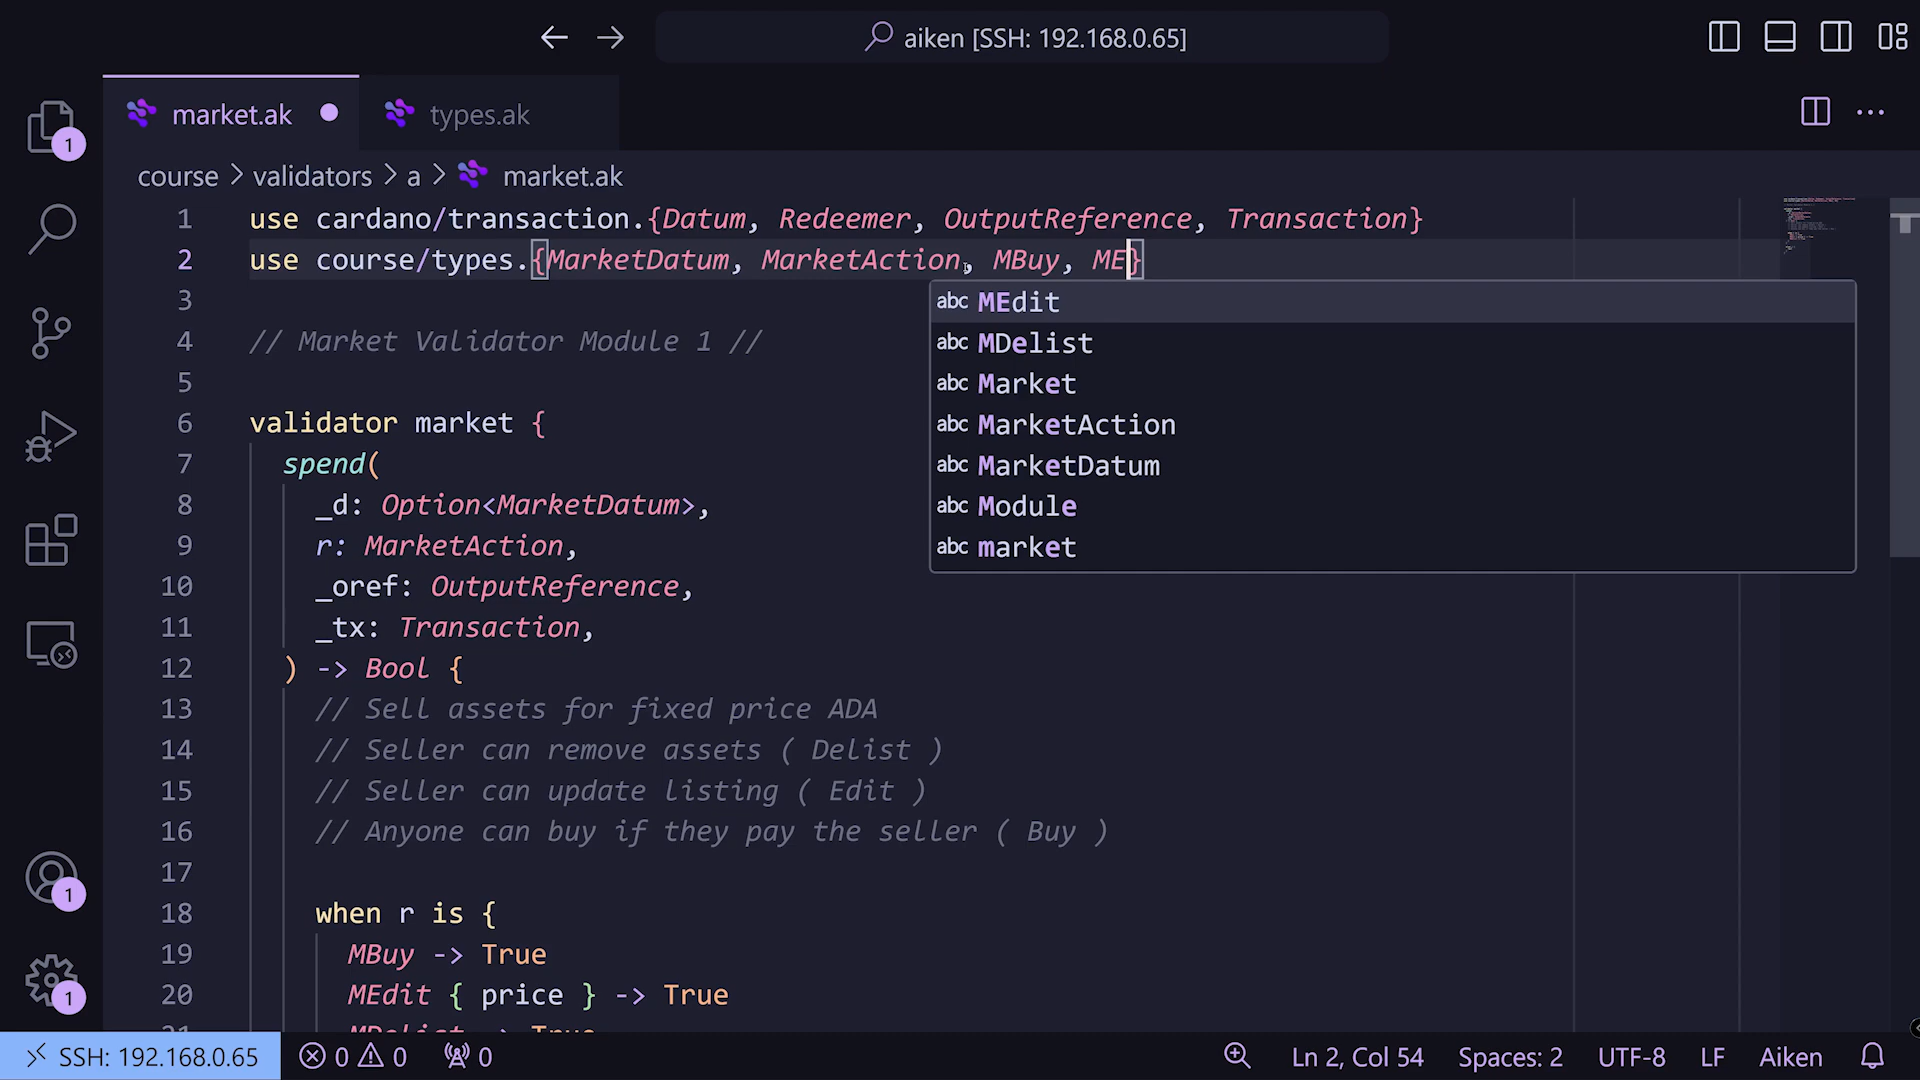 aiken [SSH: 192.168.0.65]
market.ak
types.ak
1
course > validators > a > market.ak
1 use cardano/transaction.{Datum, Redeemer, OutputReference, Transaction}
2 use course/types.{MarketDatum, MarketAction, MBuy, ME}
3
abc MEdit
4 // Market Validator Module 1 //
abc MDelist
5
abc Market
6 validator market {
abc MarketAction
7 spend(
abc MarketDatum
8 _d: Option<MarketDatum>,
abc Module
9 r: MarketAction,
abc market
10 _oref: OutputReference,
11 _tx: Transaction,
12 ) -> Bool {
13 // Sell assets for fixed price ADA
14 // Seller can remove assets ( Delist )
15 // Seller can update listing ( Edit )
16 // Anyone can buy if they pay the seller ( Buy )
17
1
18 when r is {
19 MBuy -> True
20 MEdit { price } -> True
1
21 MDelist -> True
SSH: 192.168.0.65
0
0
0
Ln 2, Col 54
Spaces: 2
UTF-8
LF
Aiken